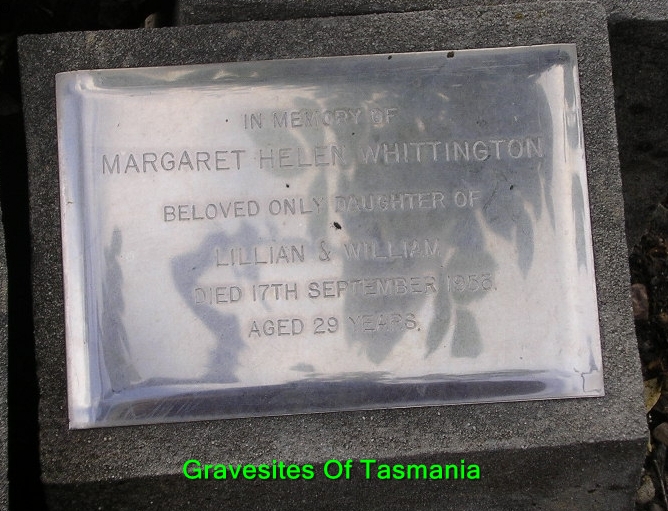 IN MEMORY OF
MARGARET HELEN WHITTINGTON
BELOVED ONLY DAUGHTER OF
LILLIAN & WILLIAM
DIED 17TH SEPTEMBER
AGED 29 YEARS.
Gravesites Of Tasmania